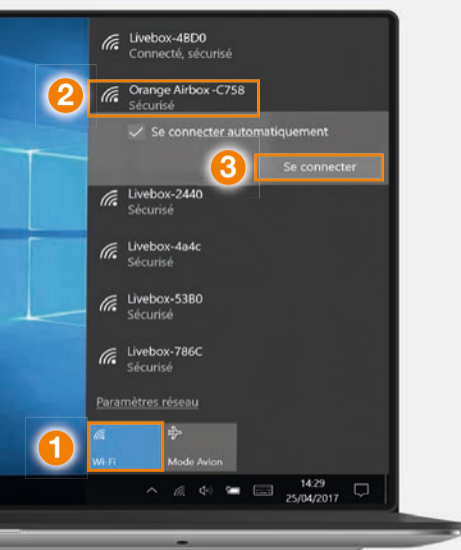 Livebox-4BD0
Connecté, sécurisé
2
Orange Airbox -C758
Sécurisé
Se connecter automatiquement
3
Se connecter
Livebox-2440
Sécurisé
Livebox-4a4c
Sécurisé
Livebox-53B0
Sécurisé
Livebox-786C
Sécurisé
Paramètres réseau
1
Wi-Fi
Mode Avion
14:29
25/04/2017